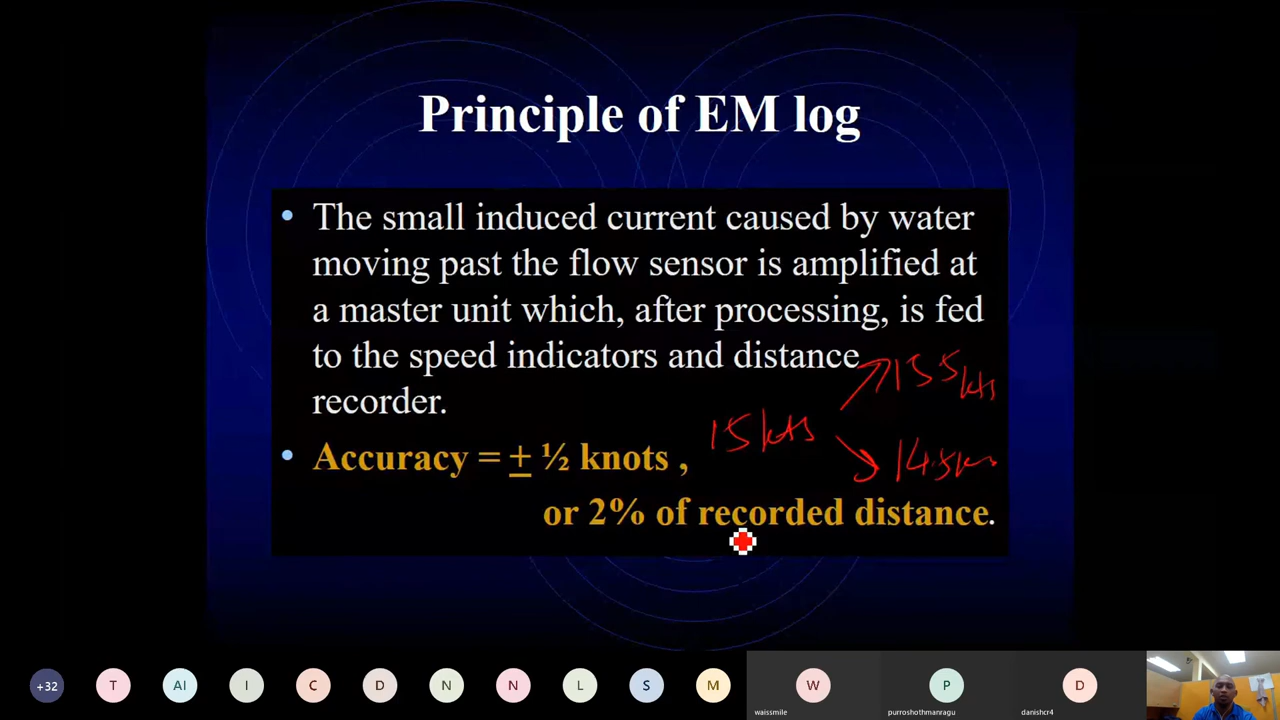 Principle of EM log
• The small induced current caused by water
moving past the flow sensor is amplified at
a master unit which, after processing, is fed
to the speed indicators and distance
recorder.
15.5kts
15kts
14.5kts
• Accuracy = ± ½ knots ,
or 2% of recorded distance.
+32 T AI I C D N N L S M W P D
waissmile purroshothmanragu danishcr4